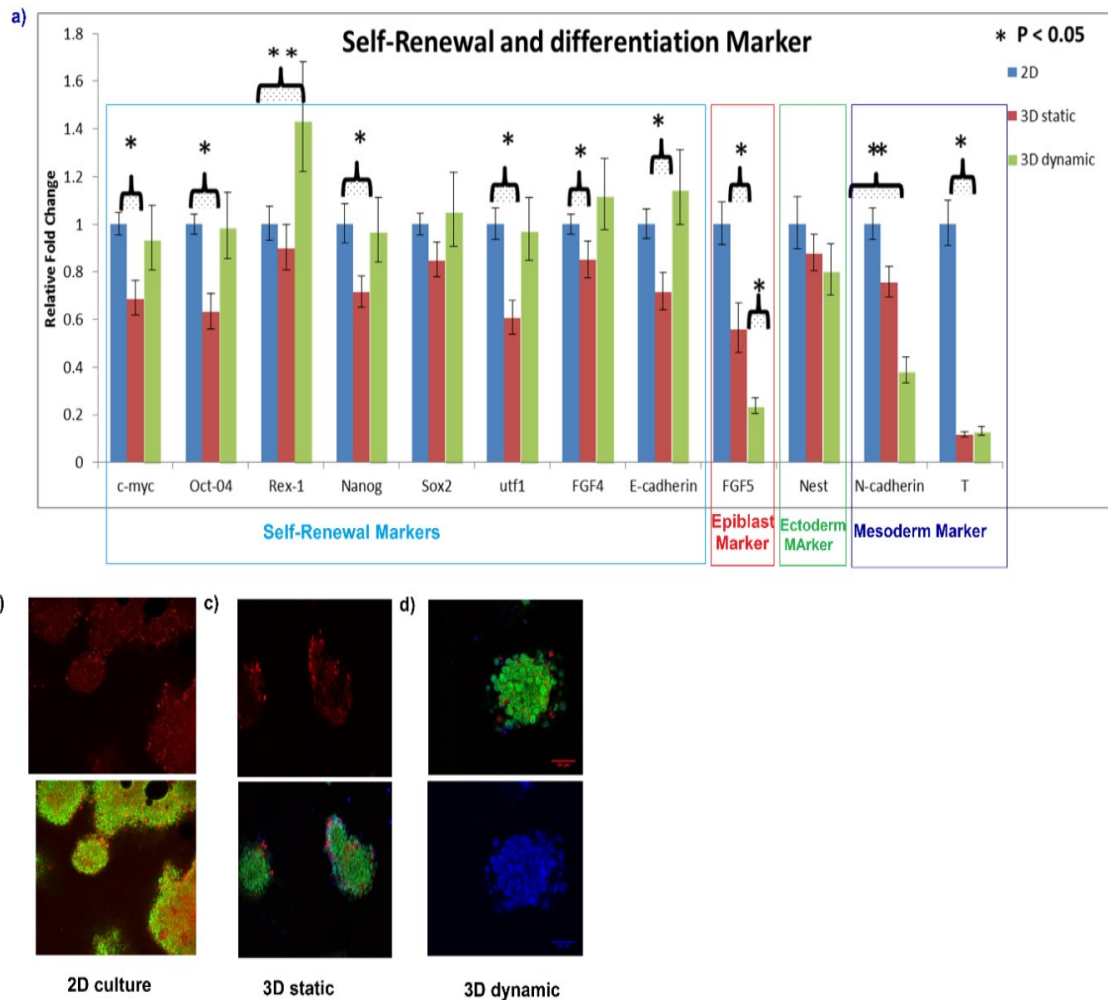 a)
Self-Renewal and differentiation Marker
* P < 0.05
2D
3D static
3D dynamic
Relative Fold Change
1.8
1.6
1.4
1.2
1
0.8
0.6
0.4
0.2
0
* * ** * * * * * * ** *
*
c-myc Oct-04 Rex-1 Nanog Sox2 utf1 FGF4 E-cadherin FGF5 Nest N-cadherin T
Self-Renewal Markers
Epiblast
Marker
Ectoderm
MArker
Mesoderm Marker
)
c)
d)
2D culture
3D static
3D dynamic